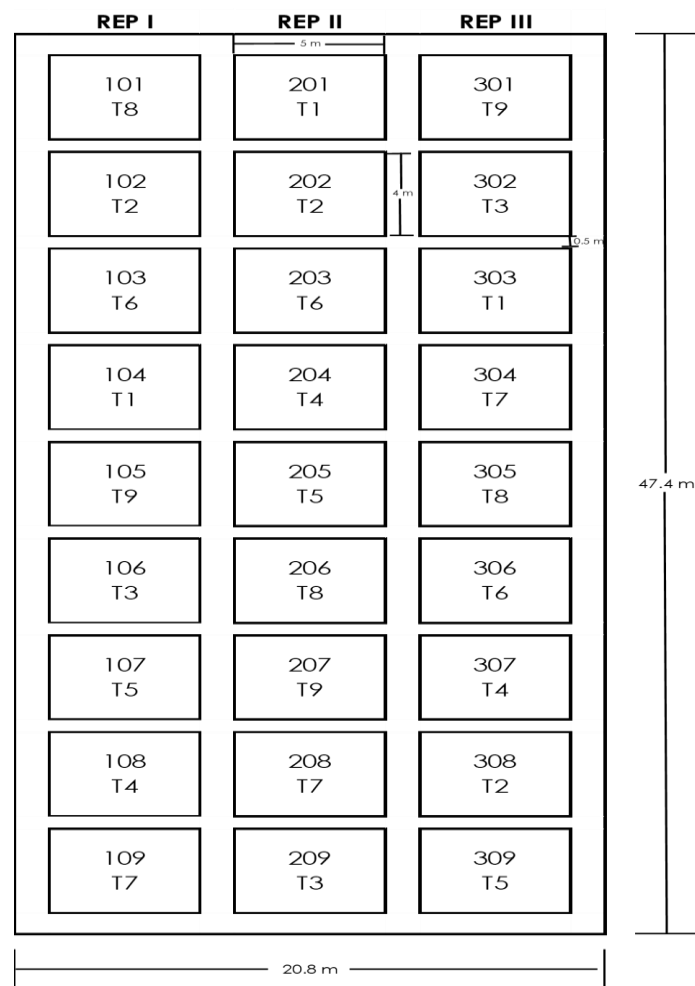 REP I REP II REP III
5 m
101 201 301
T8 T1 T9
102 202 302
T2 T2 T3
4 m
0.5 m
103 203 303
T6 T6 T1
104 204 304
T1 T4 T7
105 205 305
T9 T5 T8
47.4 m
106 206 306
T3 T8 T6
107 207 307
T5 T9 T4
108 208 308
T4 T7 T2
109 209 309
T7 T3 T5
20.8 m